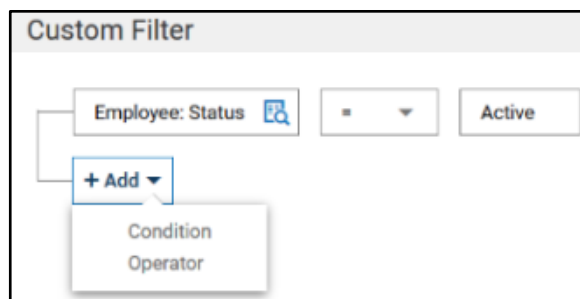 Custom Filter
Employee: Status = Active
+ Add
Condition
Operator